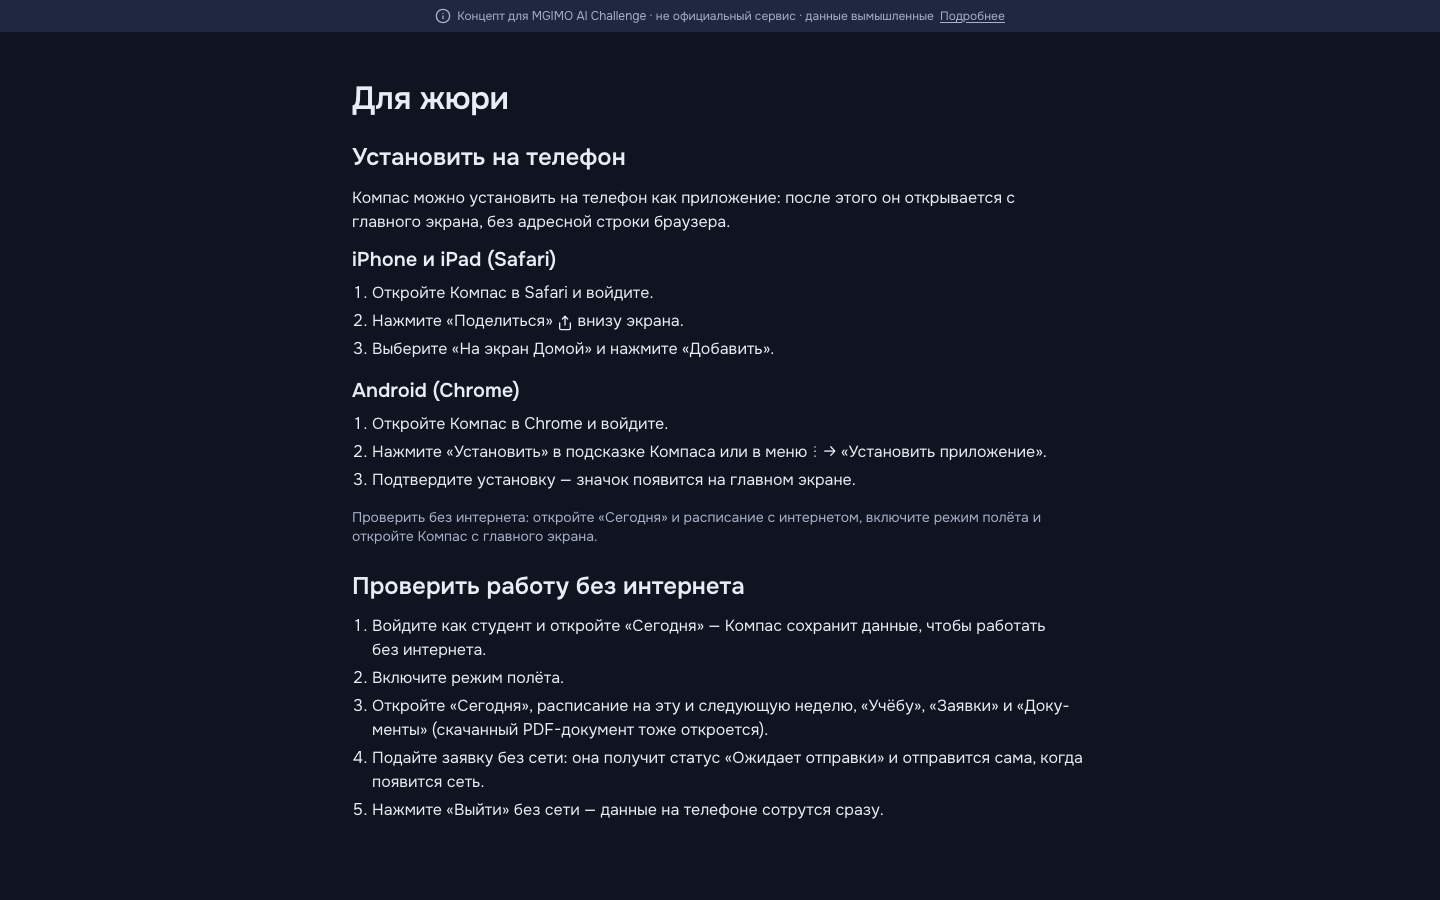 Концепт для MGIMO AI Challenge · не официальный сервис · данные вымышленные Подробнее
Для жюри
Установить на телефон
Компас можно установить на телефон как приложение: после этого он открывается с
главного экрана, без адресной строки браузера.
iPhone и iPad (Safari)
1. Откройте Компас в Safari и войдите.
2. Нажмите «Поделиться» внизу экрана.
3. Выберите «На экран Домой» и нажмите «Добавить».
Android (Chrome)
1. Откройте Компас в Chrome и войдите.
2. Нажмите «Установить» в подсказке Компаса или в меню ⋮ → «Установить приложение».
3. Подтвердите установку — значок появится на главном экране.
Проверить без интернета: откройте «Сегодня» и расписание с интернетом, включите режим полёта и
откройте Компас с главного экрана.
Проверить работу без интернета
1. Войдите как студент и откройте «Сегодня» — Компас сохранит данные, чтобы работать
без интернета.
2. Включите режим полёта.
3. Откройте «Сегодня», расписание на эту и следующую неделю, «Учёбу», «Заявки» и «Доку-
менты» (скачанный PDF-документ тоже откроется).
4. Подайте заявку без сети: она получит статус «Ожидает отправки» и отправится сама, когда
появится сеть.
5. Нажмите «Выйти» без сети — данные на телефоне сотрутся сразу.